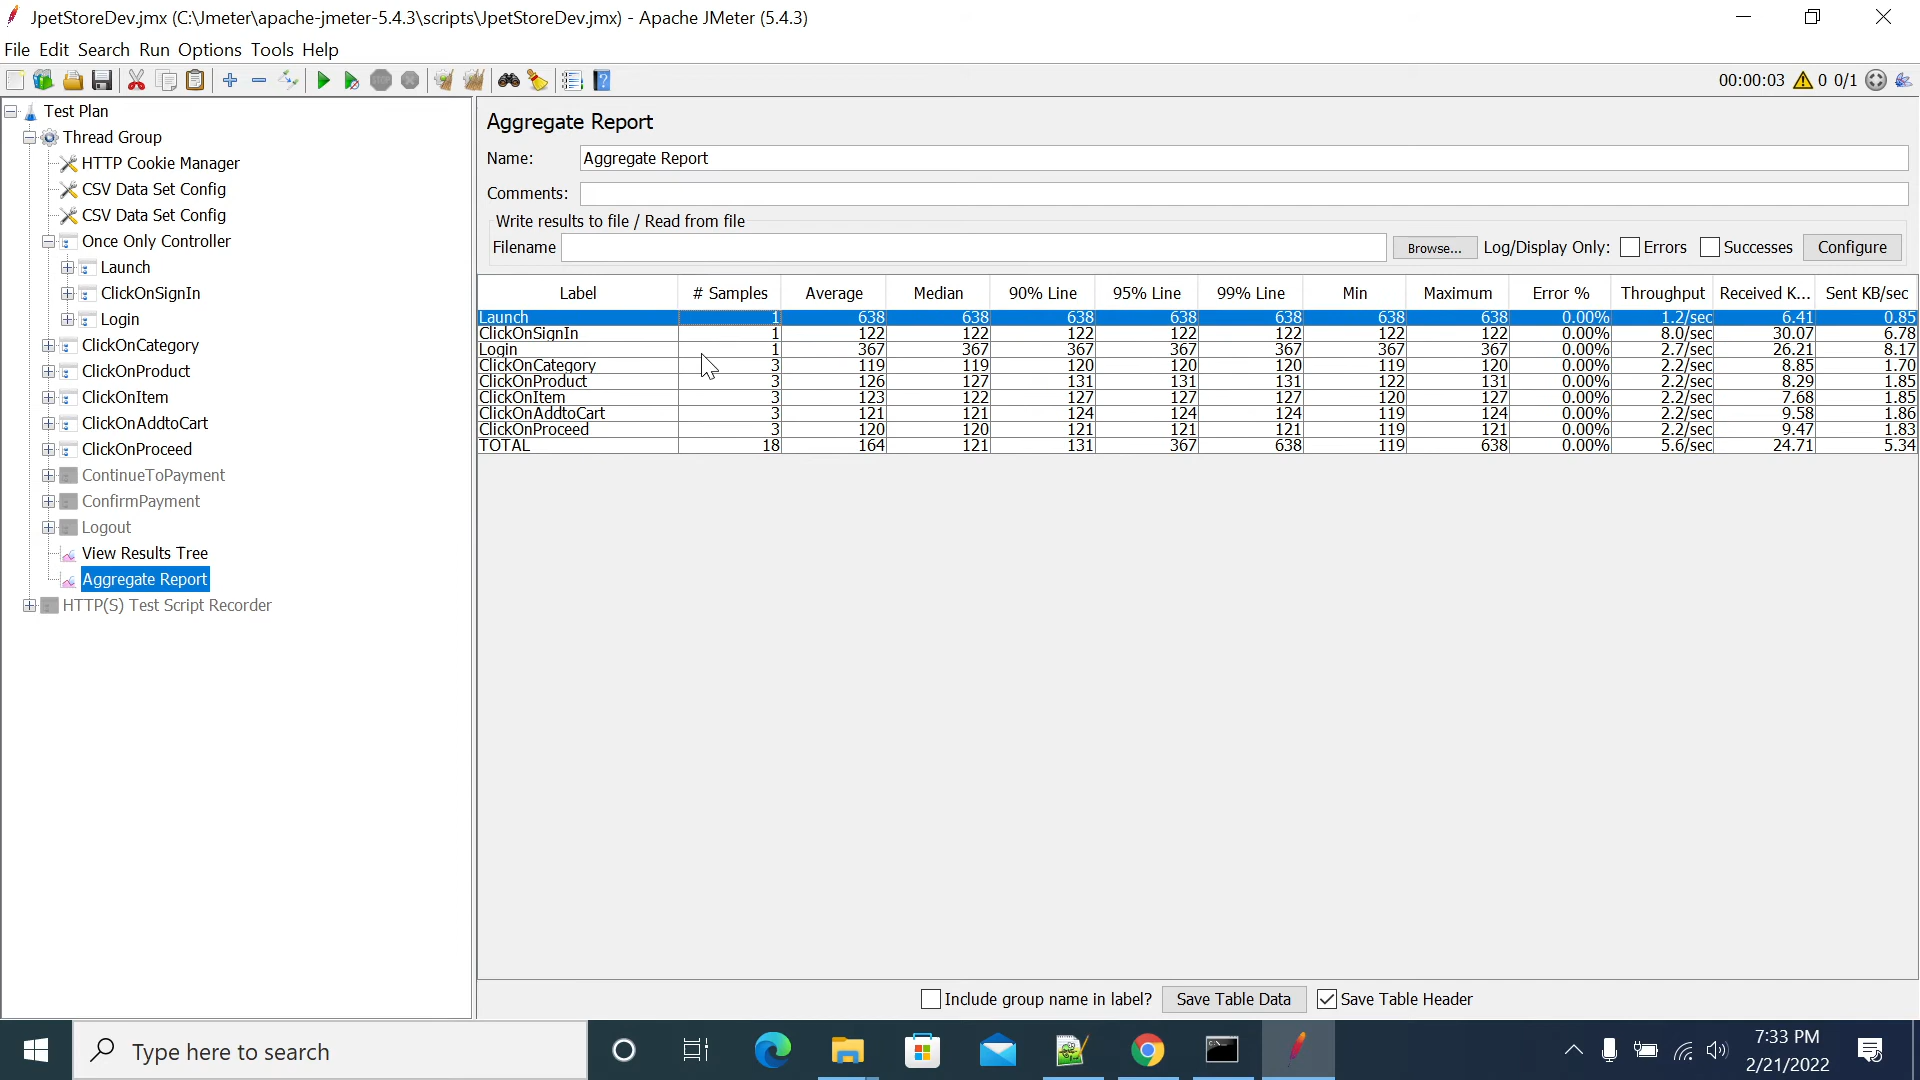 JpetStoreDev.jmx (C:\Jmeter\apache-jmeter-5.4.3\scripts\JpetStoreDev.jmx) - Apache JMeter (5.4.3)
File Edit Search Run Options Tools Help
00:00:03 0 0/1
Test Plan
Thread Group
HTTP Cookie Manager
CSV Data Set Config
CSV Data Set Config
Once Only Controller
Launch
ClickOnSignIn
Login
ClickOnCategory
ClickOnProduct
ClickOnItem
ClickOnAddtoCart
ClickOnProceed
ContinueToPayment
ConfirmPayment
Logout
View Results Tree
Aggregate Report
HTTP(S) Test Script Recorder
Aggregate Report
Name: Aggregate Report
Comments:
Write results to file / Read from file
Filename Browse... Log/Display Only: Errors Successes Configure
Label # Samples Average Median 90% Line 95% Line 99% Line Min Maximum Error % Throughput Received K... Sent KB/sec
Launch 1 638 638 638 638 638 638 638 0.00% 1.2/sec 6.41 0.85
ClickOnSignIn 1 122 122 122 122 122 122 122 0.00% 8.0/sec 30.07 6.78
Login 1 367 367 367 367 367 367 367 0.00% 2.7/sec 26.21 8.17
ClickOnCategory 3 119 119 120 120 120 119 120 0.00% 2.2/sec 8.85 1.70
ClickOnProduct 3 126 127 131 131 131 122 131 0.00% 2.2/sec 8.29 1.85
ClickOnItem 3 123 122 127 127 127 120 127 0.00% 2.2/sec 7.68 1.85
ClickOnAddtoCart 3 121 121 124 124 124 119 124 0.00% 2.2/sec 9.58 1.86
ClickOnProceed 3 120 120 121 121 121 119 121 0.00% 2.2/sec 9.47 1.83
TOTAL 18 164 121 131 367 638 119 638 0.00% 5.6/sec 24.71 5.34
Include group name in label? Save Table Data Save Table Header
Type here to search
7:33 PM
2/21/2022